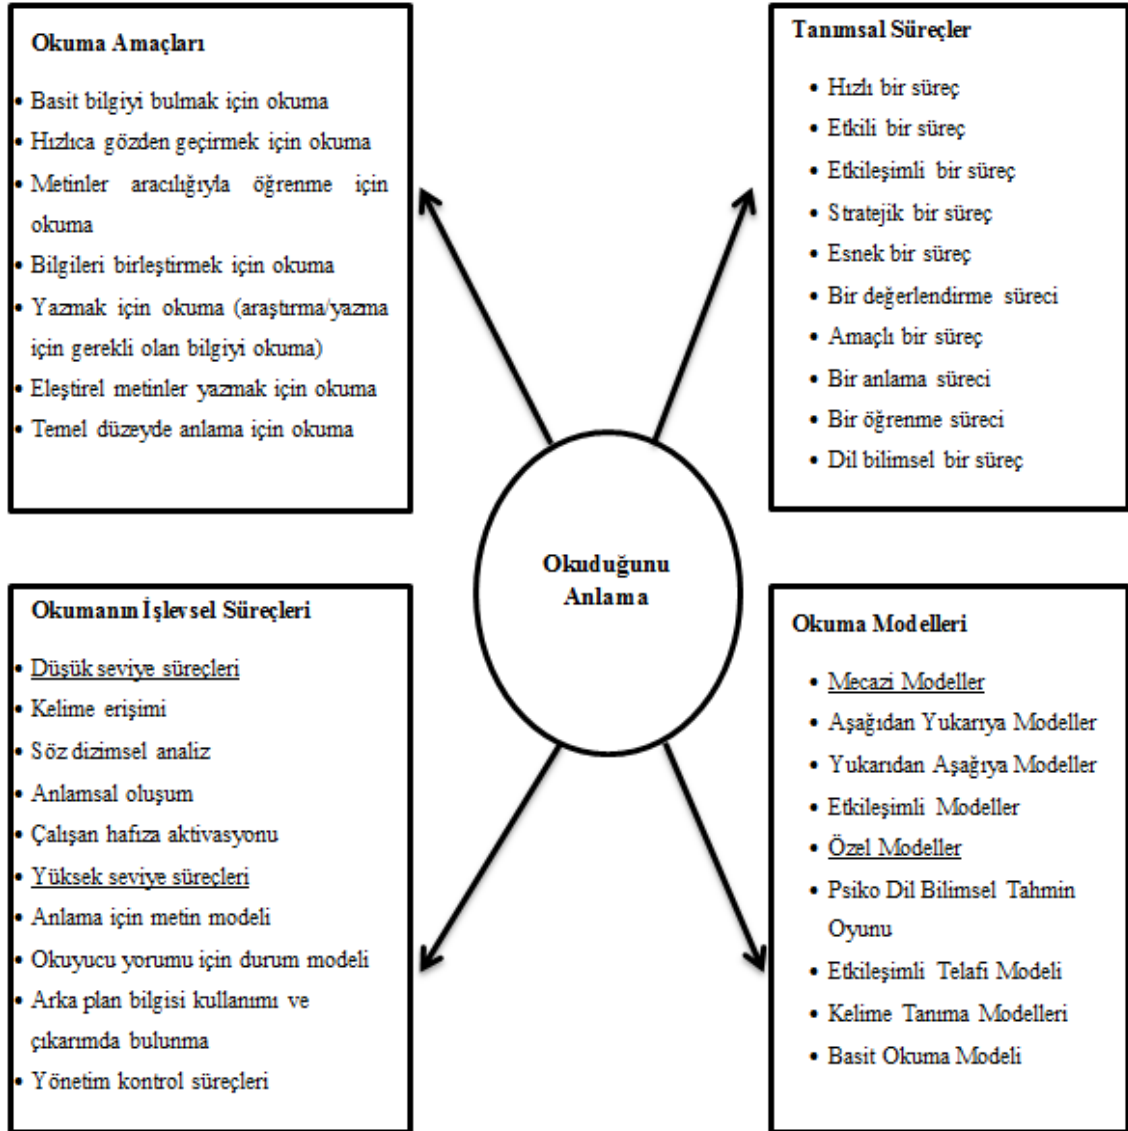 Okuma Amaçları
• Basit bilgiyi bulmak için okuma
• Hızlıca gözden geçirmek için okuma
• Metinler aracılığıyla öğrenme için
okuma
• Bilgileri birleştirmek için okuma
• Yazmak için okuma (araştırma/yazma
için gerekli olan bilgiyi okuma)
• Eleştirel metinler yazmak için okuma
• Temel düzeyde anlama için okuma
Tanımsal Süreçler
• Hızlı bir süreç
• Etkili bir süreç
• Etkileşimli bir süreç
• Stratejik bir süreç
• Esnek bir süreç
• Bir değerlendirme süreci
• Amaçlı bir süreç
• Bir anlama süreci
• Bir öğrenme süreci
• Dil bilimsel bir süreç
Okuduğunu
Anlama
Okumanın İşlevsel Süreçleri
• Düşük seviye süreçleri
• Kelime erişimi
• Söz dizimsel analiz
• Anlamsal oluşum
• Çalışan hafıza aktivasyonu
• Yüksek seviye süreçleri
• Anlama için metin modeli
• Okuyucu yorumu için durum modeli
• Arka plan bilgisi kullanımı ve
çıkarımda bulunma
• Yönetim kontrol süreçleri
Okuma Modelleri
• Mecazi Modeller
• Aşağıdan Yukarıya Modeller
• Yukarıdan Aşağıya Modeller
• Etkileşimli Modeller
• Özel Modeller
• Psiko Dil Bilimsel Tahmin
Oyunu
• Etkileşimli Telafi Modeli
• Kelime Tanıma Modelleri
• Basit Okuma Modeli